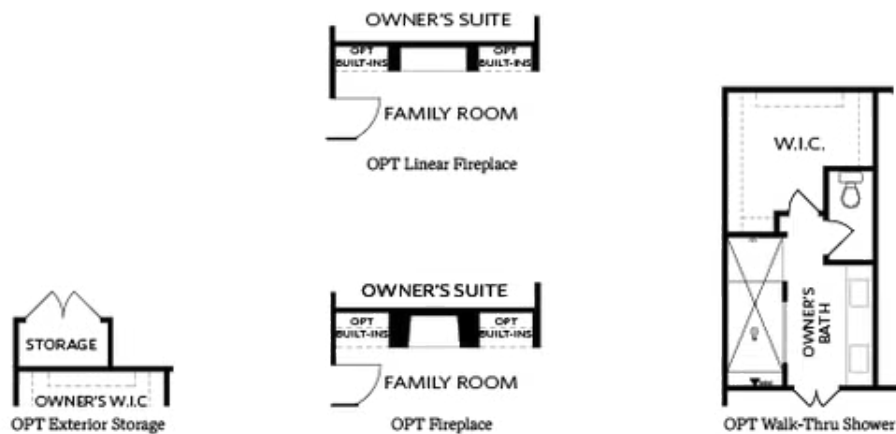 OWNER'S SUITE
OPT BUILT-INS
OPT BUILT-INS
FAMILY ROOM
OPT Linear Fireplace
W.I.C.
OWNER'S BATH
OPT Walk-Thru Shower
OWNER'S SUITE
OPT BUILT-INS
OPT BUILT-INS
FAMILY ROOM
OPT Fireplace
STORAGE
OWNER'S W.I.C
OPT Exterior Storage